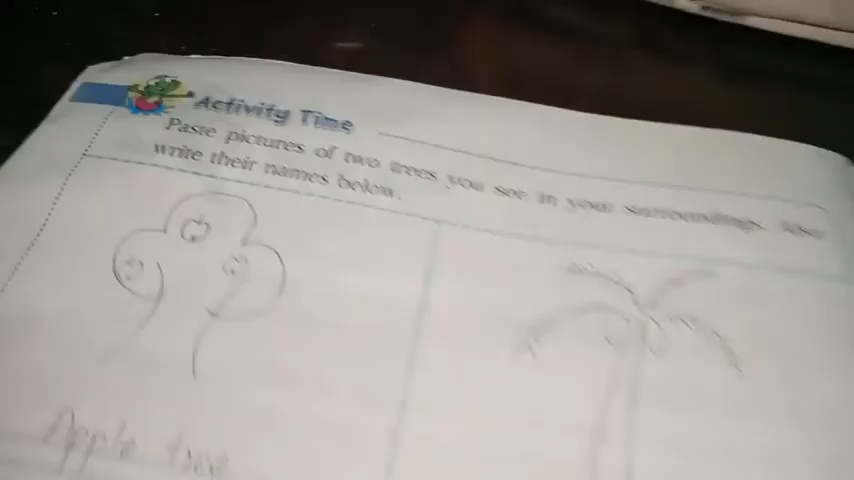 Activity Time
Paste pictures of two trees you see in your surroundings. Also
write their names below.
Apple tree